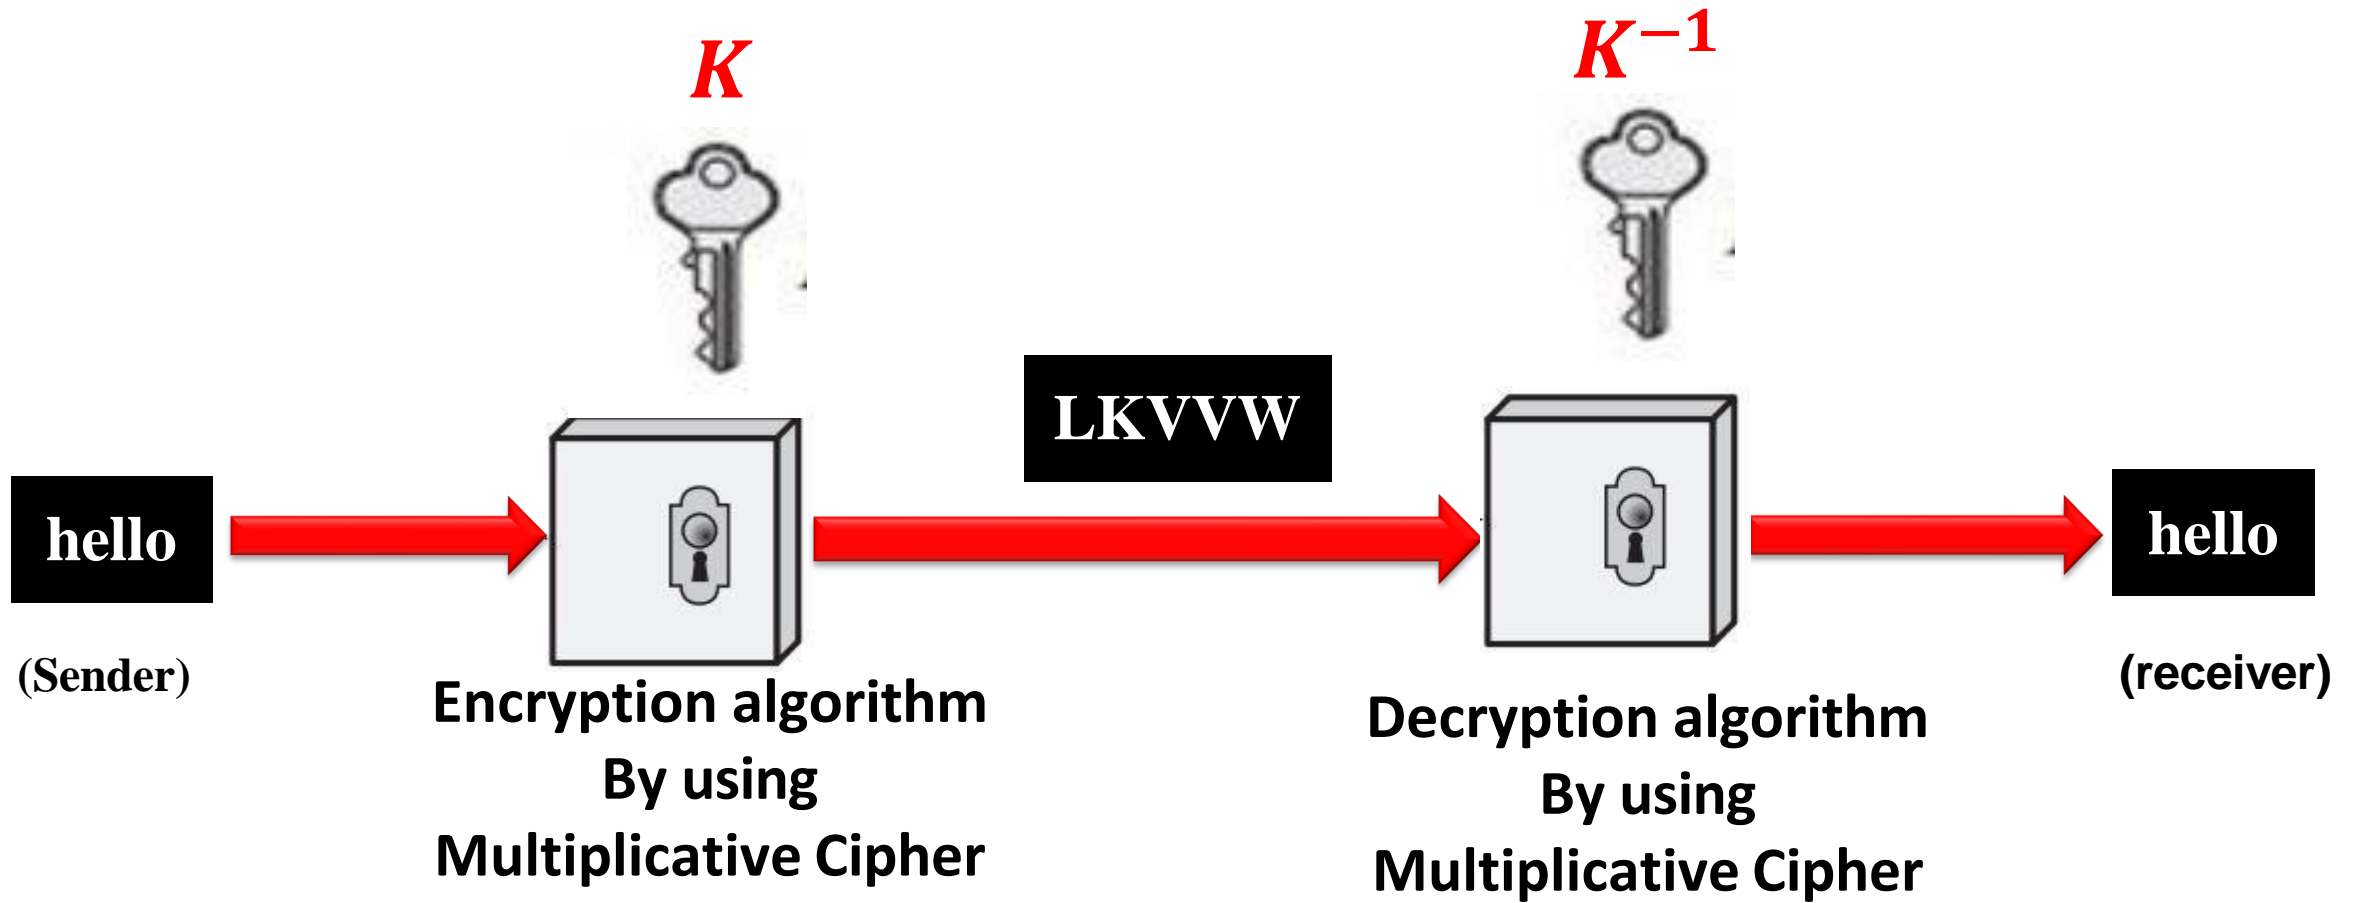 K
K⁻¹
LKVVW
hello
hello
(Sender)
(receiver)
Encryption algorithm
By using
Multiplicative Cipher
Decryption algorithm
By using
Multiplicative Cipher